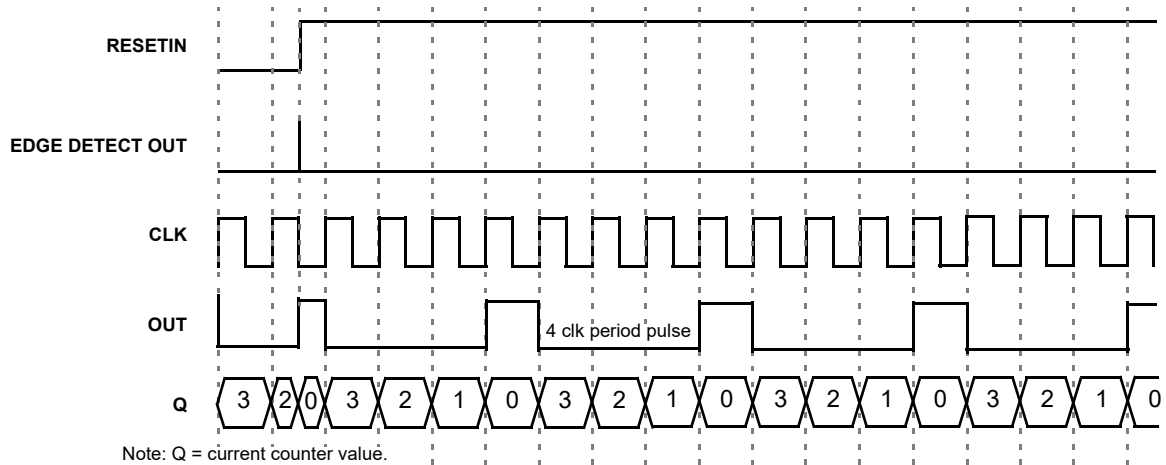 RESETIN
EDGE DETECT OUT
CLK
OUT
4 clk period pulse
Q
3 2 0 3 2 1 0 3 2 1 0 3 2 1 0 3 2 1 0
Note: Q = current counter value.